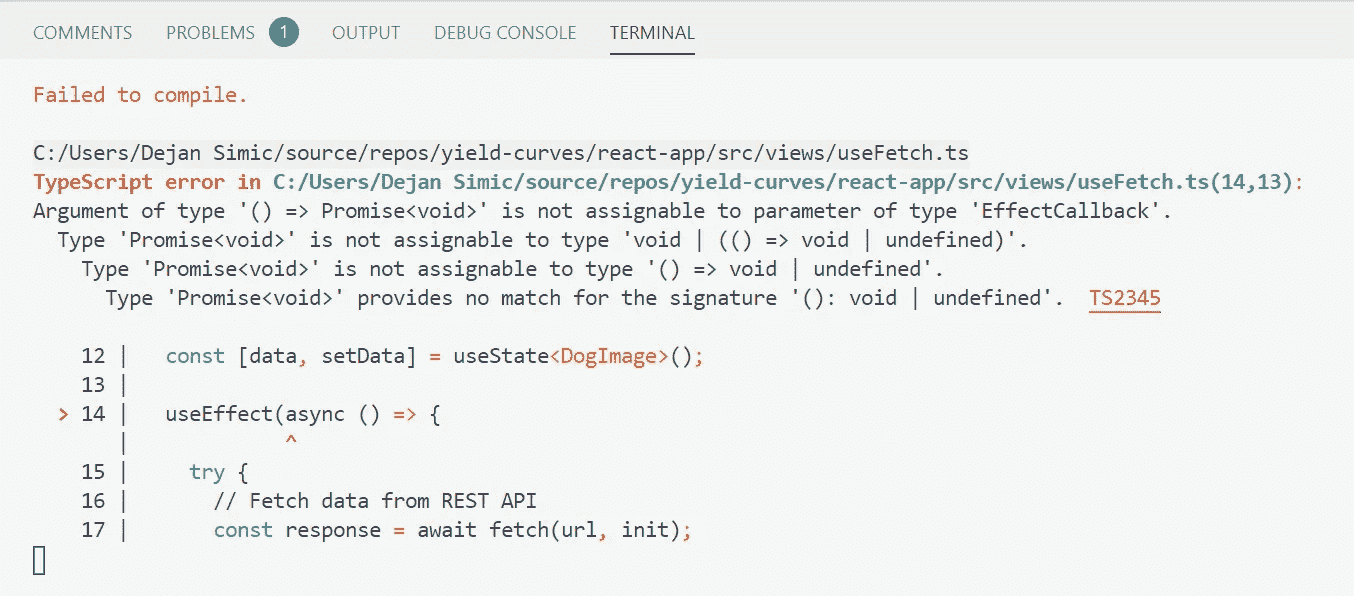 COMMENTS PROBLEMS 1 OUTPUT DEBUG CONSOLE TERMINAL
Failed to compile.
C:/Users/Dejan Simic/source/repos/yield-curves/react-app/src/views/useFetch.ts
TypeScript error in C:/Users/Dejan Simic/source/repos/yield-curves/react-app/src/views/useFetch.ts(14,13):
Argument of type '() => Promise<void>' is not assignable to parameter of type 'EffectCallback'.
  Type 'Promise<void>' is not assignable to type 'void | (() => void | undefined)'.
    Type 'Promise<void>' is not assignable to type '() => void | undefined'.
      Type 'Promise<void>' provides no match for the signature '(): void | undefined'.  TS2345
    12 |   const [data, setData] = useState<DogImage>();
    13 |
  > 14 |   useEffect(async () => {
       |             ^
    15 |     try {
    16 |       // Fetch data from REST API
    17 |       const response = await fetch(url, init);